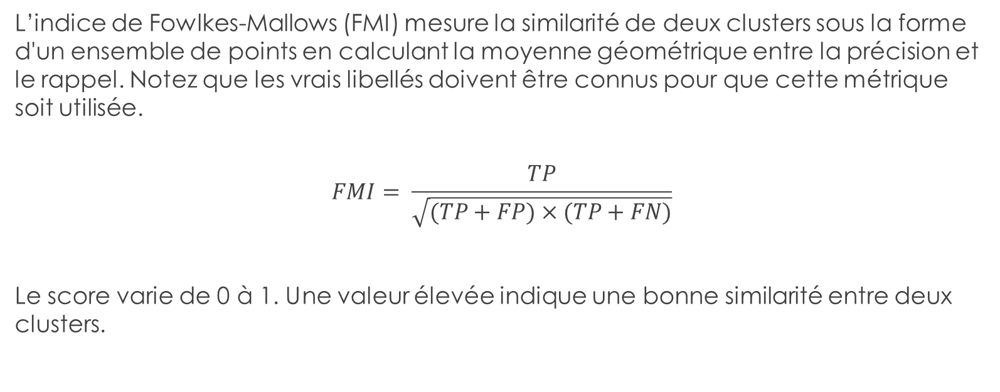 L’indice de Fowlkes-Mallows (FMI) mesure la similarité de deux clusters sous la forme
d'un ensemble de points en calculant la moyenne géométrique entre la précision et
le rappel. Notez que les vrais libellés doivent être connus pour que cette métrique
soit utilisée.
FMI = TP / √((TP + FP) × (TP + FN))
Le score varie de 0 à 1. Une valeur élevée indique une bonne similarité entre deux
clusters.